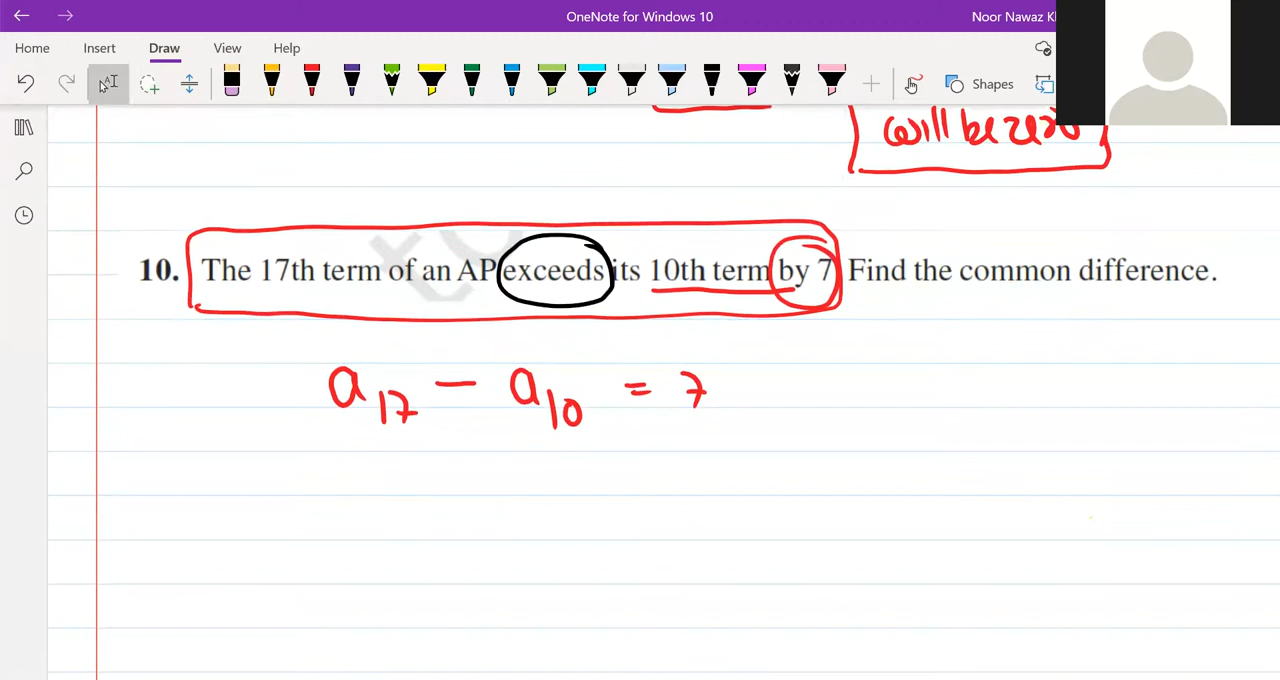 OneNote for Windows 10
Noor Nawaz
Home Insert Draw View Help
Shapes
will be zero
10. The 17th term of an AP exceeds its 10th term by 7. Find the common difference.
a17 − a10 = 7